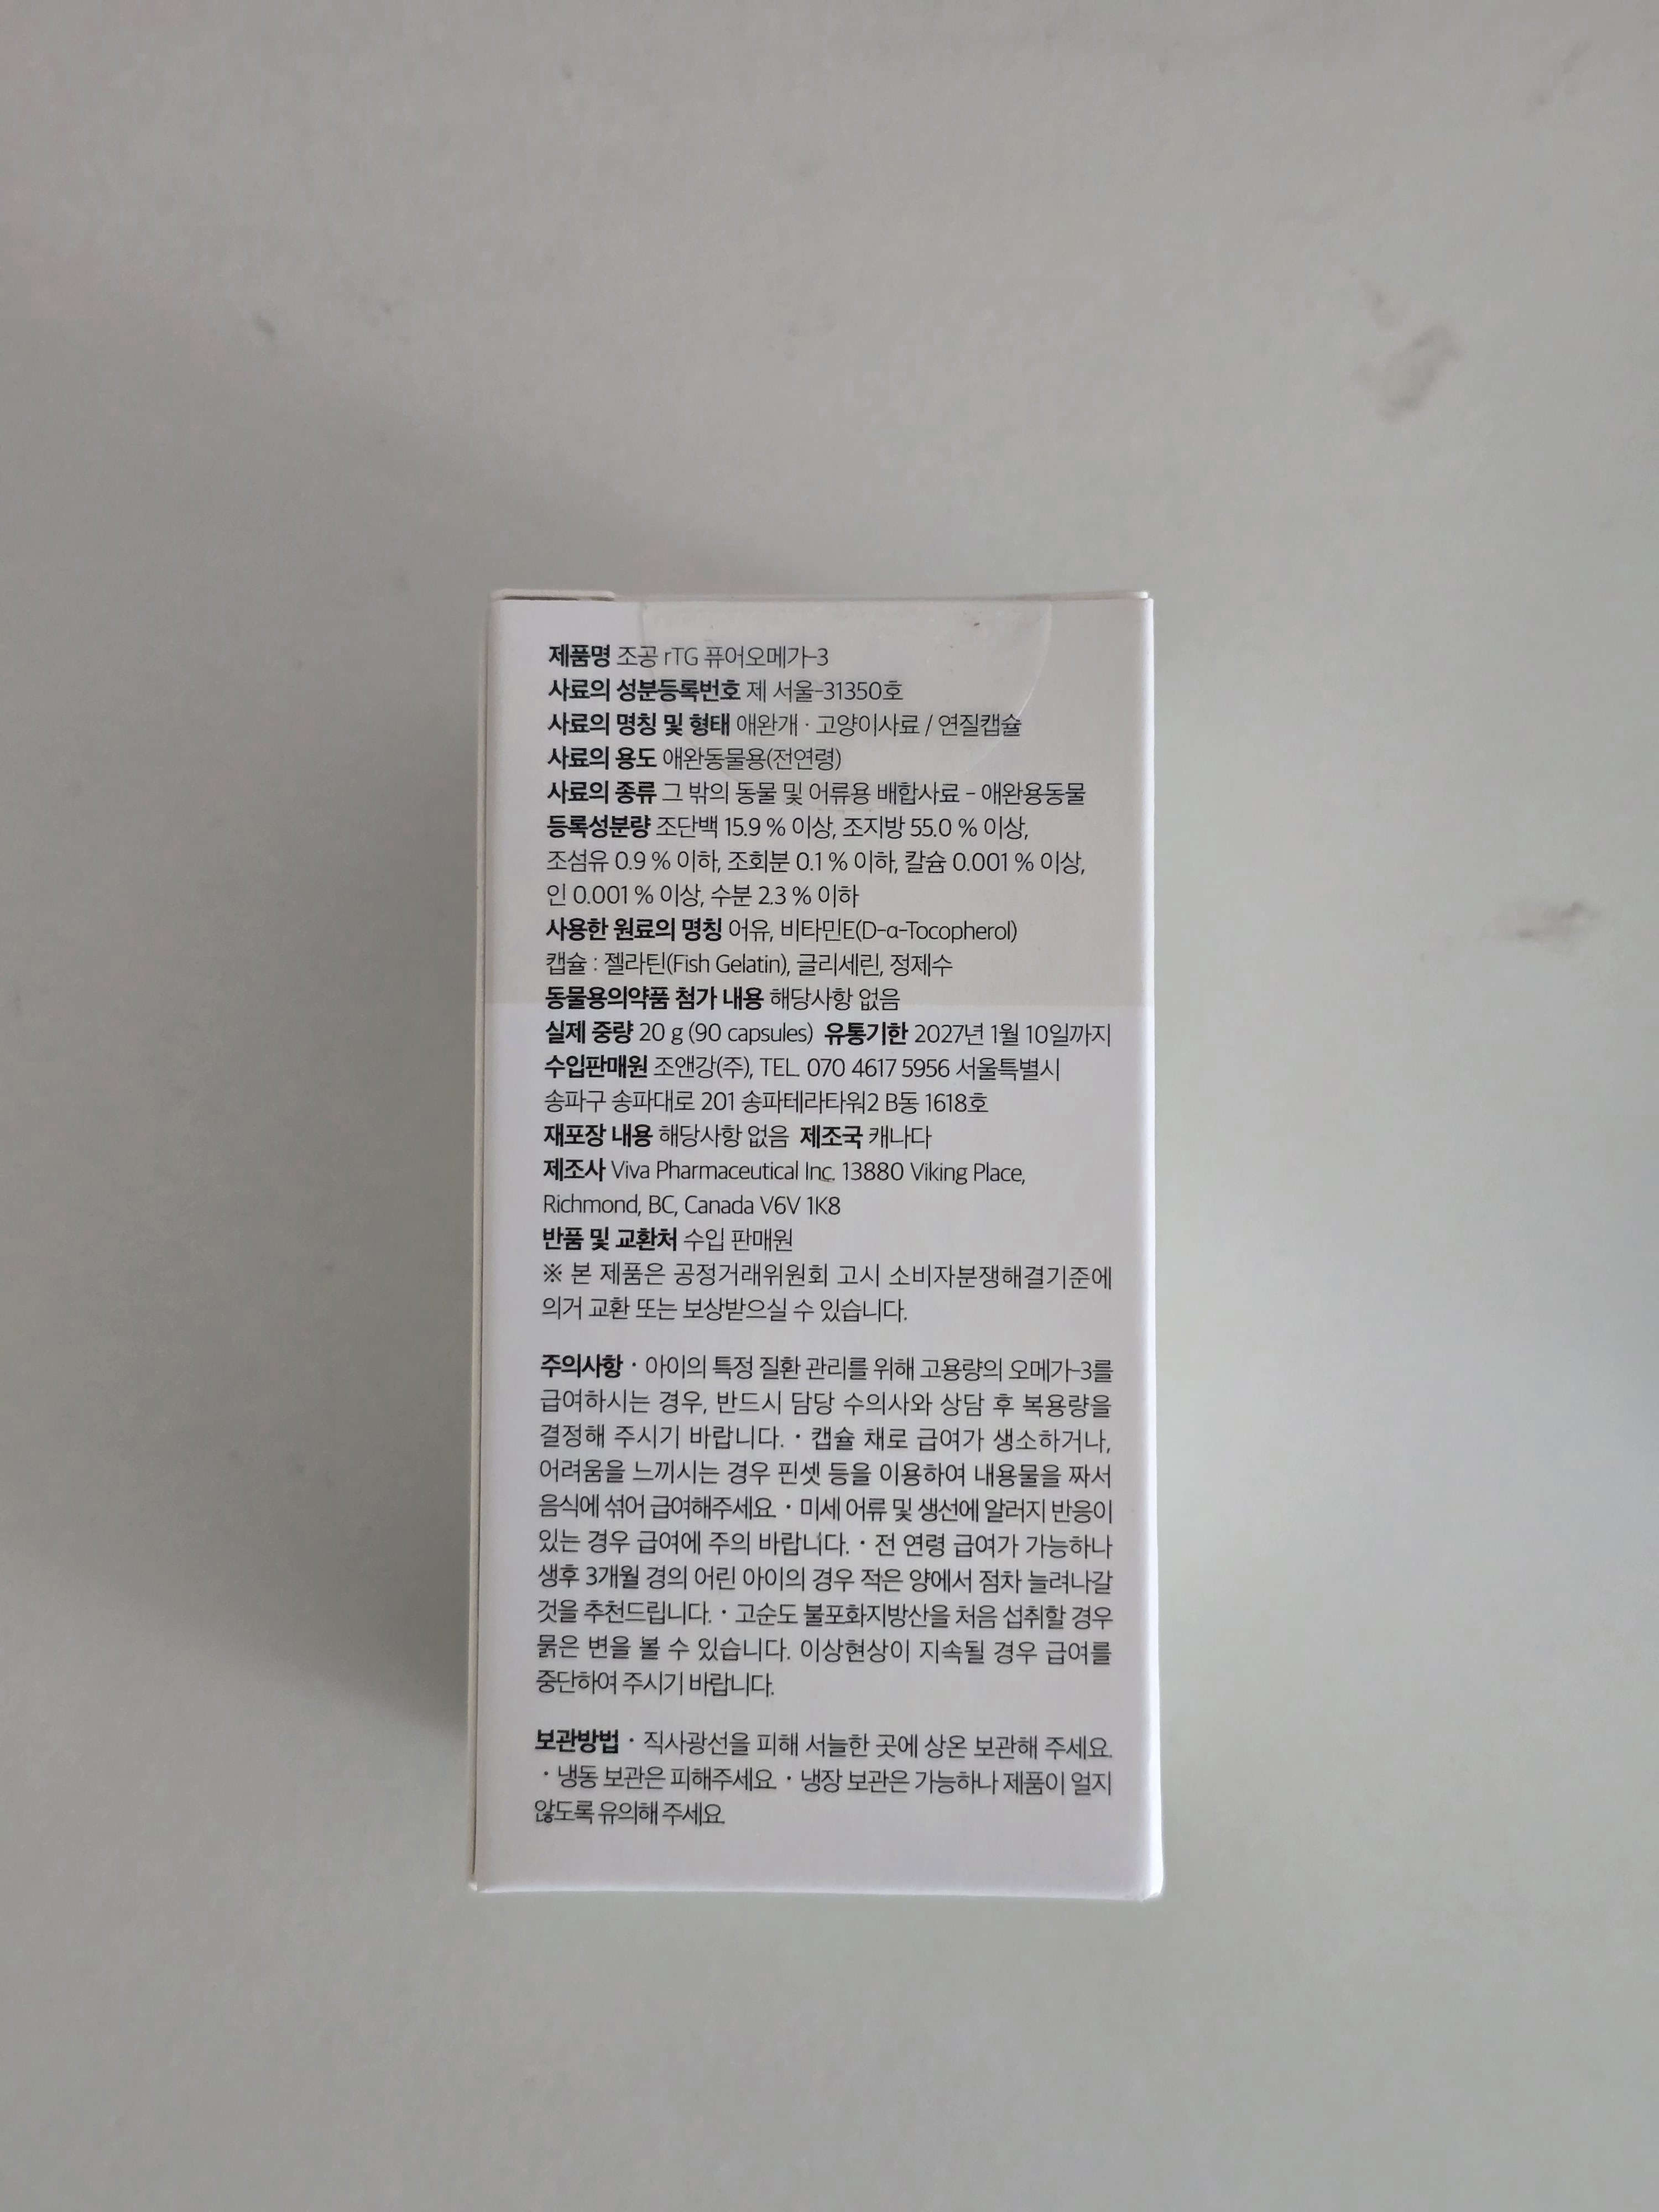 제품명 조공 rTG 퓨어오메가-3
사료의 성분등록번호 제 서울-31350호
사료의 명칭 및 형태 애완개 · 고양이사료 / 연질캡슐
사료의 용도 애완동물용(전연령)
사료의 종류 그 밖의 동물 및 어류용 배합사료 - 애완용동물
등록성분량 조단백 15.9 % 이상, 조지방 55.0 % 이상,
조섬유 0.9 % 이하, 조회분 0.1 % 이하, 칼슘 0.001 % 이상,
인 0.001 % 이상, 수분 2.3 % 이하
사용한 원료의 명칭 어유, 비타민E(D-α-Tocopherol)
캡슐 : 젤라틴(Fish Gelatin), 글리세린, 정제수
동물용의약품 첨가 내용 해당사항 없음
실제 중량 20 g (90 capsules) 유통기한 2027년 1월 10일까지
수입판매원 조앤강(주), TEL. 070 4617 5956 서울특별시
송파구 송파대로 201 송파테라타워2 B동 1618호
재포장 내용 해당사항 없음 제조국 캐나다
제조사 Viva Pharmaceutical Inc. 13880 Viking Place,
Richmond, BC, Canada V6V 1K8
반품 및 교환처 수입 판매원
※ 본 제품은 공정거래위원회 고시 소비자분쟁해결기준에
의거 교환 또는 보상받으실 수 있습니다.
주의사항 · 아이의 특정 질환 관리를 위해 고용량의 오메가-3를
급여하시는 경우, 반드시 담당 수의사와 상담 후 복용량을
결정해 주시기 바랍니다. · 캡슐 채로 급여가 생소하거나,
어려움을 느끼시는 경우 핀셋 등을 이용하여 내용물을 짜서
음식에 섞어 급여해주세요. · 미세 어류 및 생선에 알러지 반응이
있는 경우 급여에 주의 바랍니다. · 전 연령 급여가 가능하나
생후 3개월 경의 어린 아이의 경우 적은 양에서 점차 늘려나갈
것을 추천드립니다. · 고순도 불포화지방산을 처음 섭취할 경우
묽은 변을 볼 수 있습니다. 이상현상이 지속될 경우 급여를
중단하여 주시기 바랍니다.
보관방법 · 직사광선을 피해 서늘한 곳에 상온 보관해 주세요.
· 냉동 보관은 피해주세요. · 냉장 보관은 가능하나 제품이 얼지
않도록 유의해 주세요.